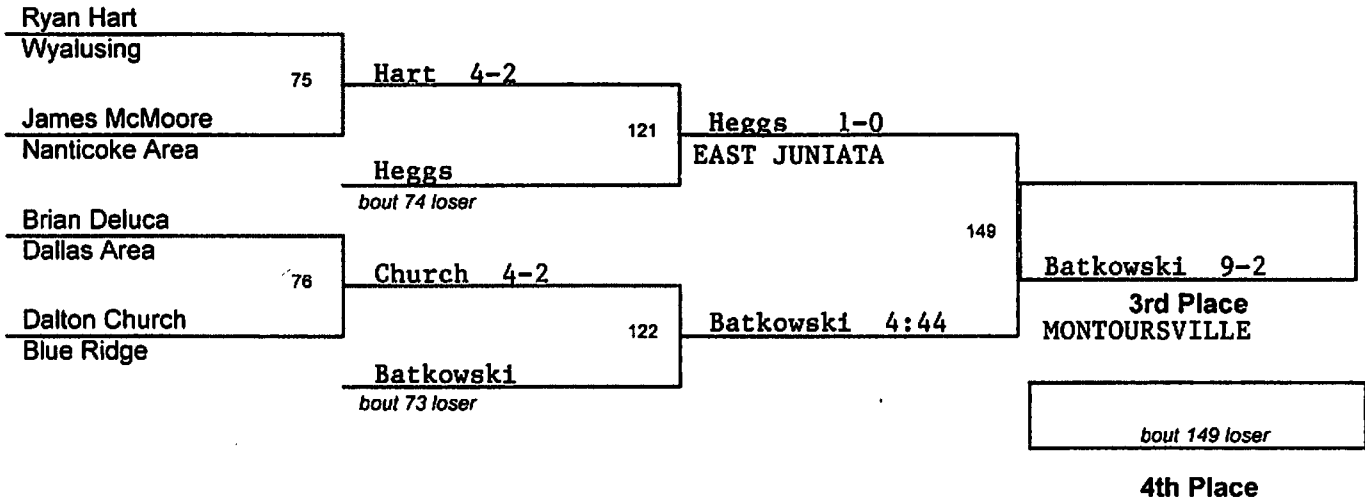 Ryan Hart
Wyalusing
75
Hart 4-2
James McMoore
Nanticoke Area
121
Heggs 1-0
EAST JUNIATA
Heggs
bout 74 loser
Brian Deluca
Dallas Area
149
76
Church 4-2
Batkowski 9-2
3rd Place
MONTOURSVILLE
Dalton Church
Blue Ridge
122
Batkowski 4:44
Batkowski
bout 73 loser
bout 149 loser
4th Place